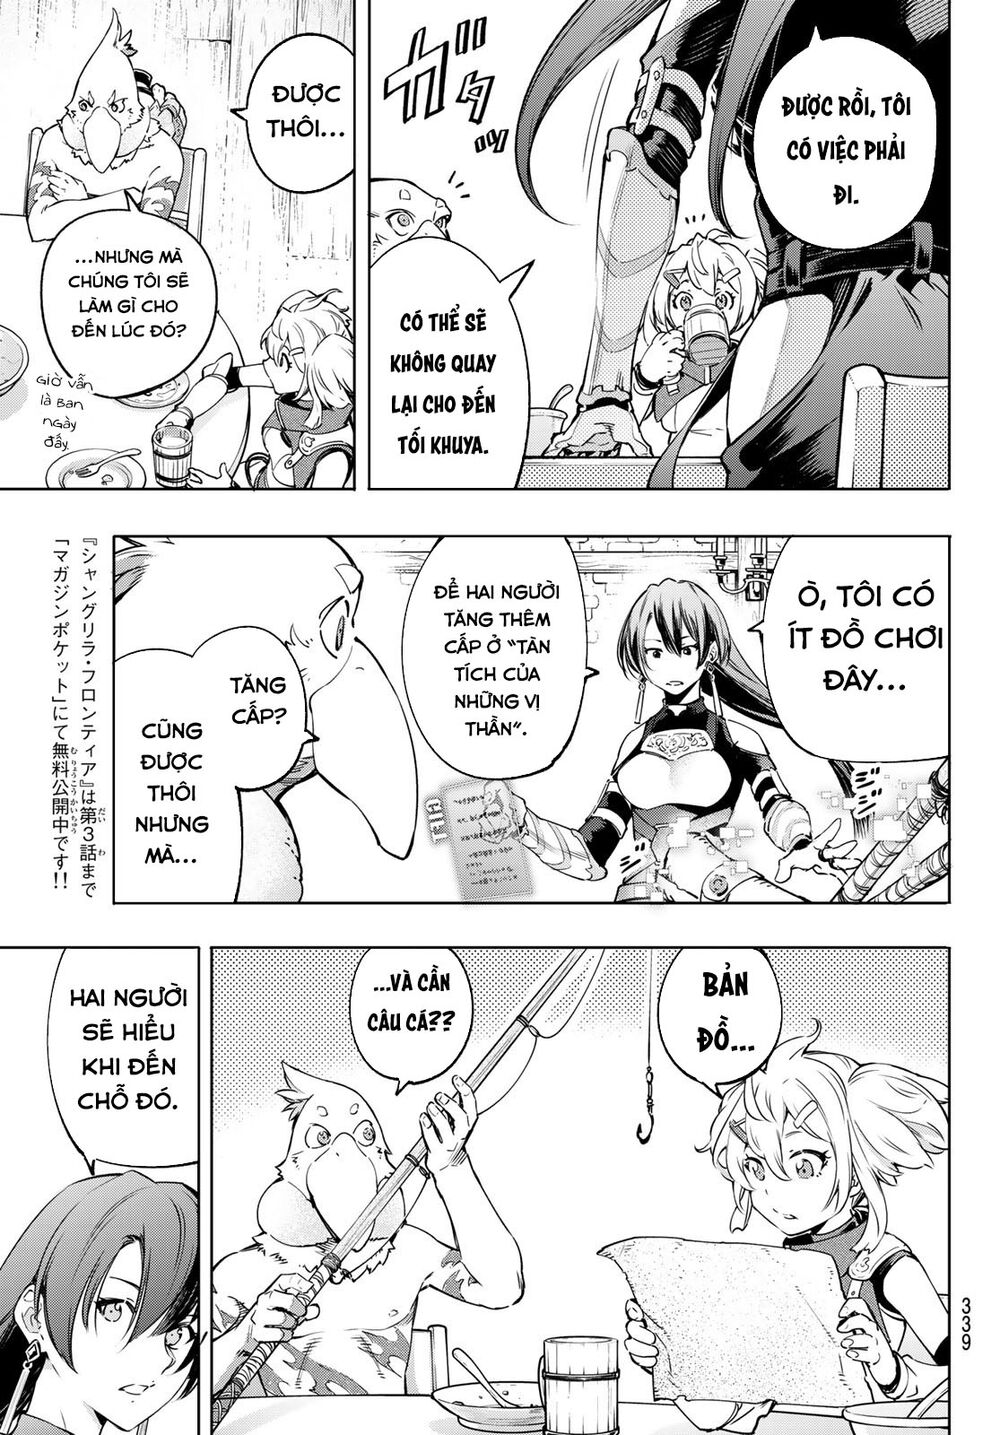 ĐƯỢC RỒI, TÔI
CÓ VIỆC PHẢI
ĐI.
ガタッ
CÓ THỂ SẼ
KHÔNG QUAY
LẠI CHO ĐẾN
TỐI KHUYA.
ĐƯỢC
THÔI...
...NHƯNG MÀ
CHÚNG TÔI SẼ
LÀM GÌ CHO
ĐẾN LÚC ĐÓ?
Giờ vẫn
là ban
ngày
đấy.
Ò, TÔI CÓ
ÍT ĐỒ CHƠI
ĐÂY...
ĐỂ HAI NGƯỜI
TĂNG THÊM
CẤP Ở “TÀN
TÍCH CỦA
NHỮNG VỊ
THẦN”.
TĂNG
CẤP?
CŨNG
ĐƯỢC
THÔI
NHƯNG
MÀ...
『シャングリラ・フロンティア』は第3話まで
「マガジンポケット」にて無料公開中です!!
BẢN
ĐỒ...
...VÀ CẦN
CÂU CÁ??
HAI NGƯỜI
SẼ HIỂU
KHI ĐẾN
CHỖ ĐÓ.
339